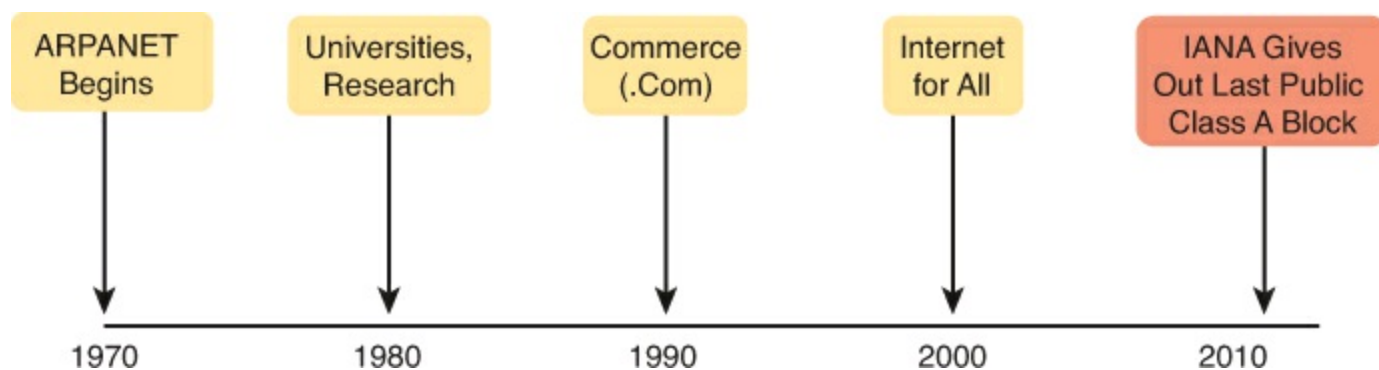 ARPANET
Begins
Universities,
Research
Commerce
(.Com)
Internet
for All
IANA Gives
Out Last Public
Class A Block
1970
1980
1990
2000
2010